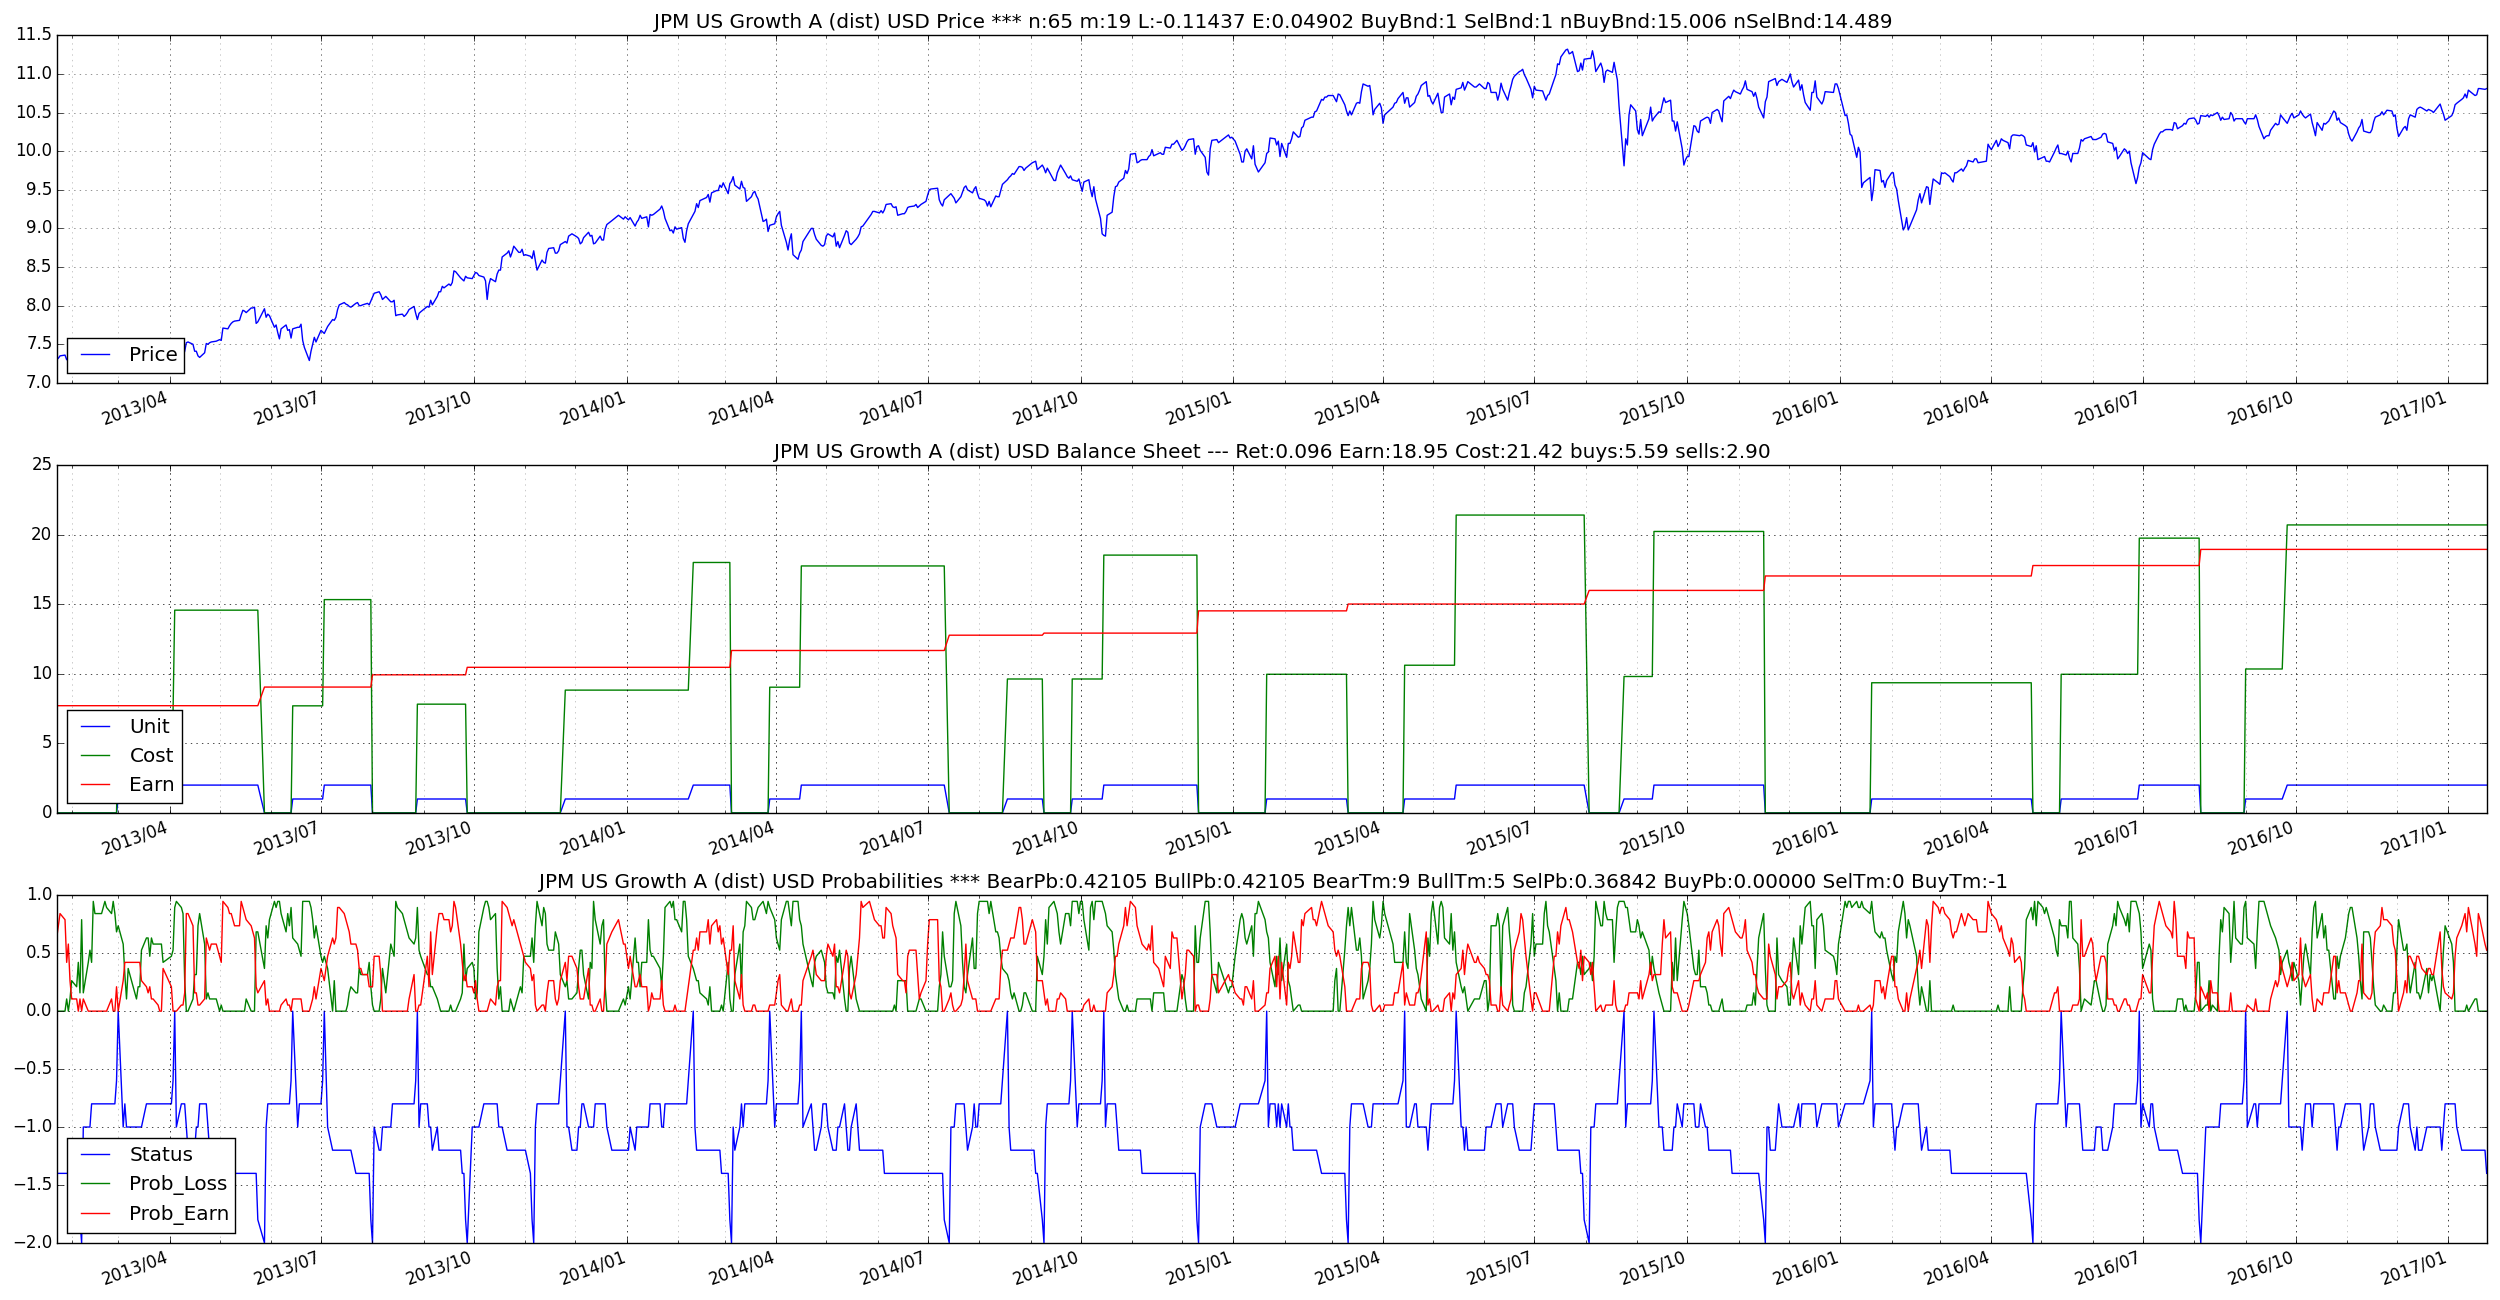 JPM US Growth A (dist) USD Price *** n:65 m:19 L:-0.11437 E:0.04902 BuyBnd:1 SelBnd:1 nBuyBnd:15.006 nSelBnd:14.489
11.5
11.0
10.5
10.0
9.5
9.0
8.5
8.0
7.5
7.0
Price
2013/04 2013/07 2013/10 2014/01 2014/04 2014/07 2014/10 2015/01 2015/04 2015/07 2015/10 2016/01 2016/04 2016/07 2016/10 2017/01
JPM US Growth A (dist) USD Balance Sheet --- Ret:0.096 Earn:18.95 Cost:21.42 buys:5.59 sells:2.90
25
20
15
10
5
0
Unit
Cost
Earn
2013/04 2013/07 2013/10 2014/01 2014/04 2014/07 2014/10 2015/01 2015/04 2015/07 2015/10 2016/01 2016/04 2016/07 2016/10 2017/01
JPM US Growth A (dist) USD Probabilities *** BearPb:0.42105 BullPb:0.42105 BearTm:9 BullTm:5 SelPb:0.36842 BuyPb:0.00000 SelTm:0 BuyTm:-1
1.0
0.5
0.0
−0.5
−1.0
−1.5
−2.0
Status
Prob_Loss
Prob_Earn
2013/04 2013/07 2013/10 2014/01 2014/04 2014/07 2014/10 2015/01 2015/04 2015/07 2015/10 2016/01 2016/04 2016/07 2016/10 2017/01